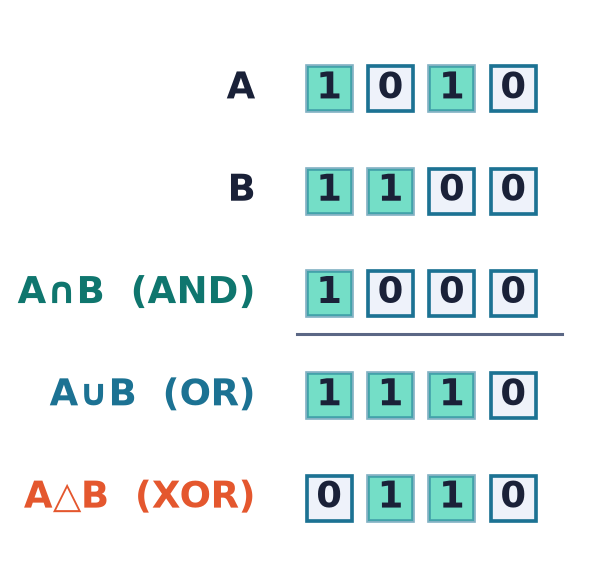 A 1 0 1 0
B 1 1 0 0
A∩B (AND) 1 0 0 0
A∪B (OR) 1 1 1 0
A△B (XOR) 0 1 1 0